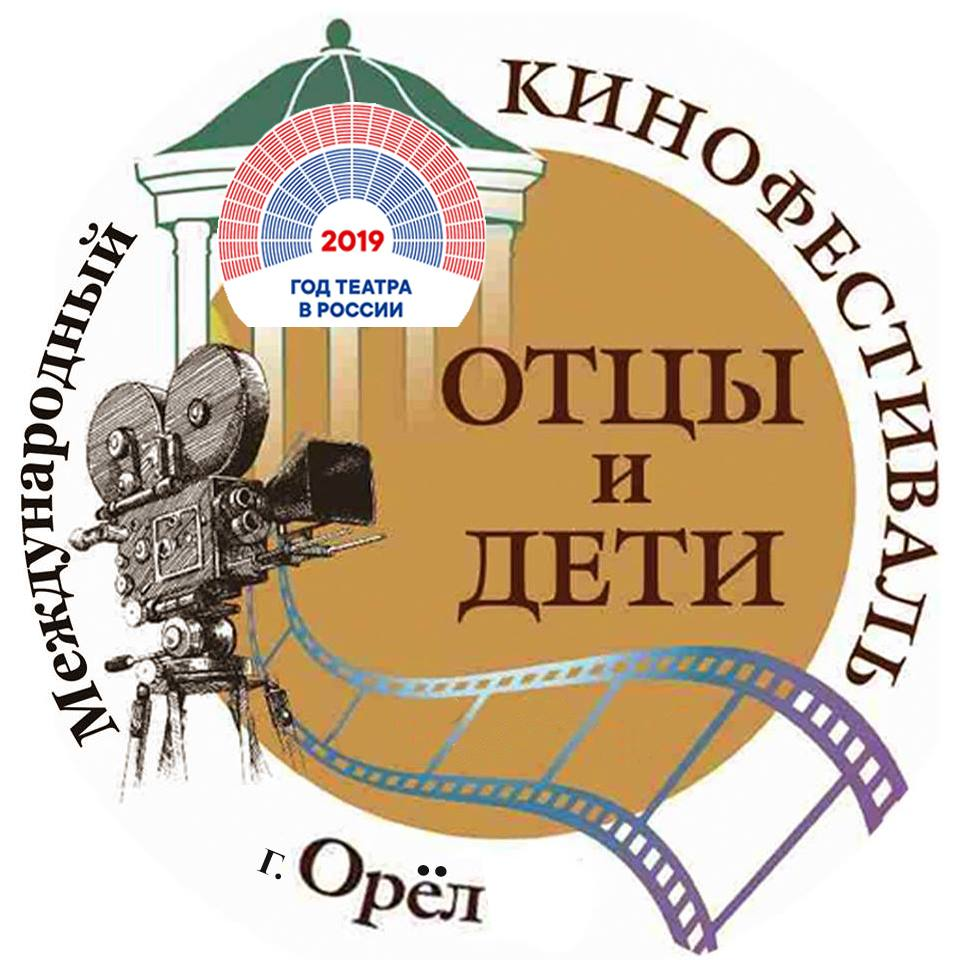 Международный
КИНОФЕСТИВАЛЬ
2019
ГОД ТЕАТРА
В РОССИИ
ОТЦЫ
и
ДЕТИ
г. Орёл